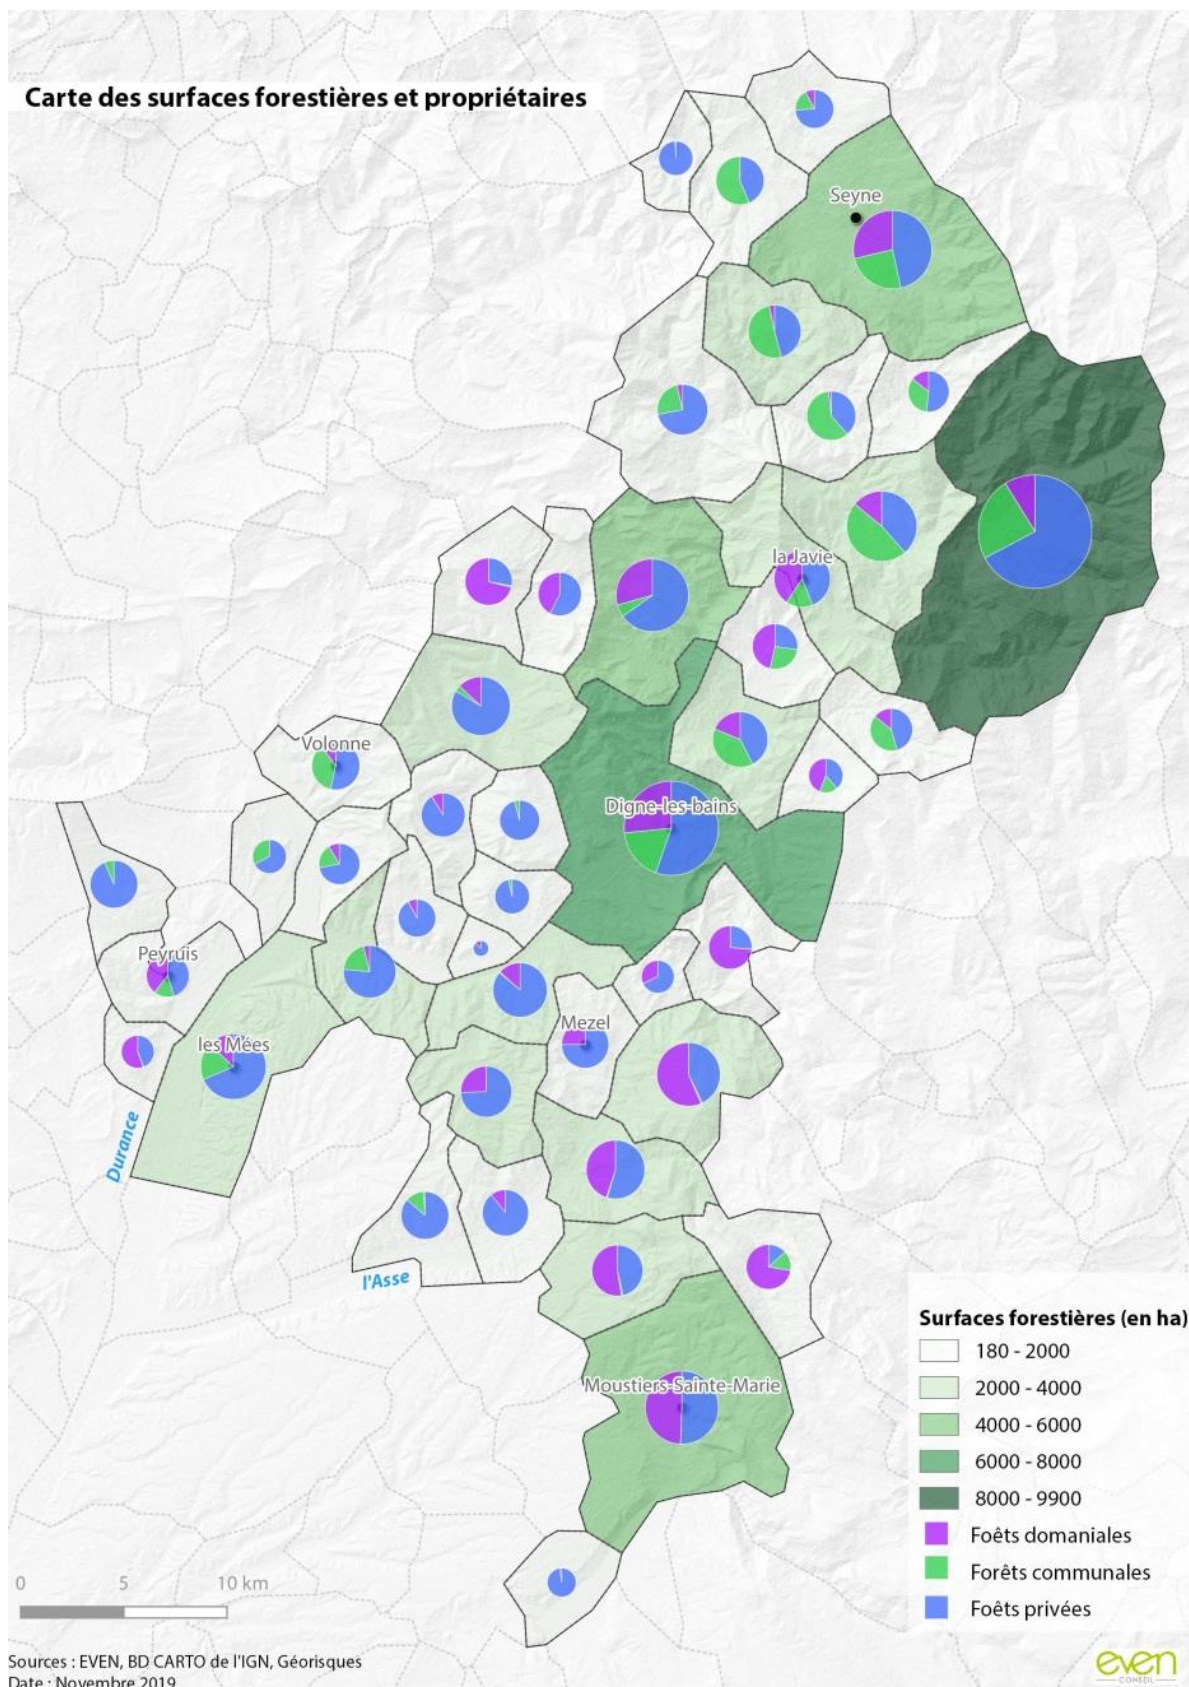 Carte des surfaces forestières et propriétaires
Seyne
la Javie
Volonne
Digne-les-bains
Peyruis
Mezel
les Mées
Durance
l'Asse
Moustiers-Sainte-Marie
Surfaces forestières (en ha)
180 - 2000
2000 - 4000
4000 - 6000
6000 - 8000
8000 - 9900
Foêts domaniales
Forêts communales
Foêts privées
0 5 10 km
Sources : EVEN, BD CARTO de l'IGN, Géorisques
Date : Novembre 2019
even
CONSEIL